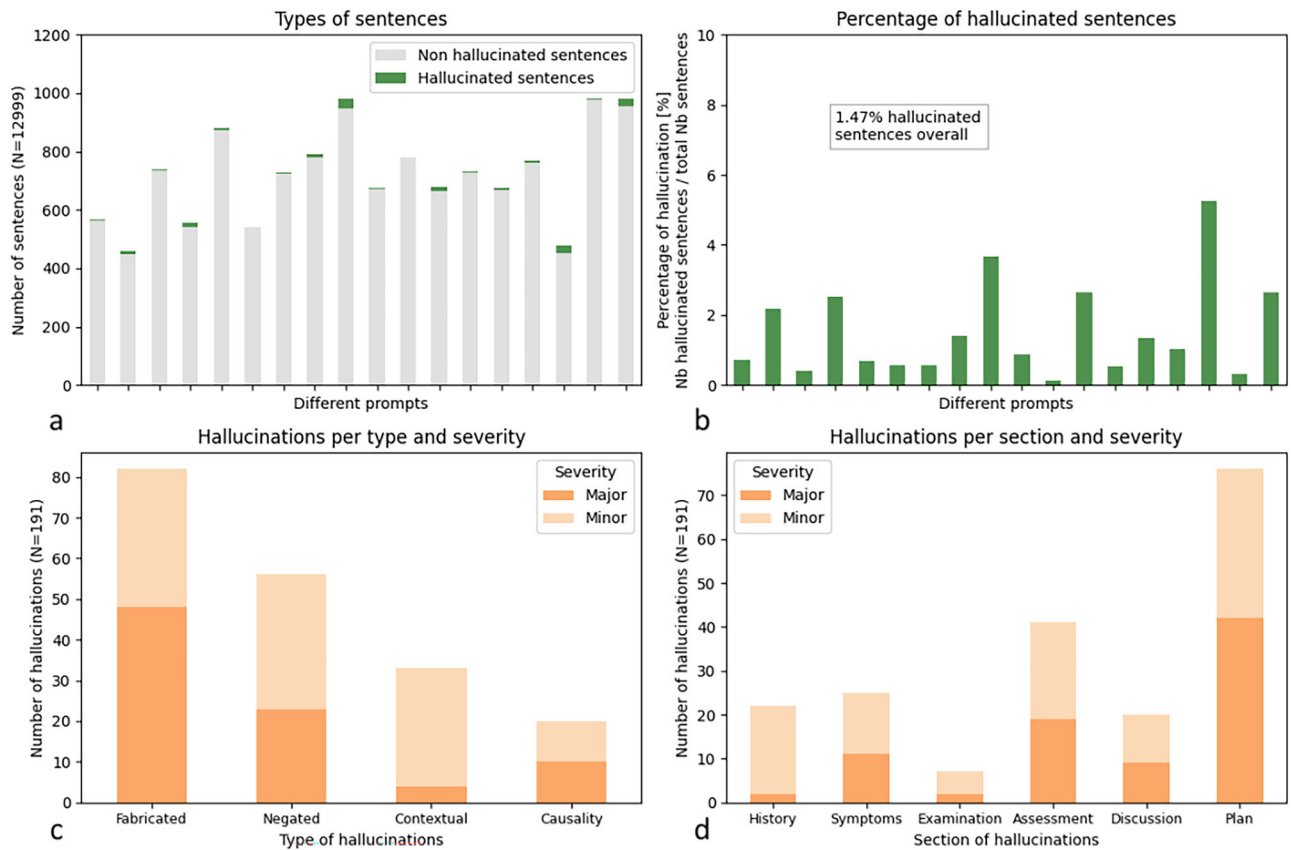 Types of sentences
1200
1000
800
600
400
200
0
Number of sentences (N=12999)
Non hallucinated sentences
Hallucinated sentences
Different prompts
a
Percentage of hallucinated sentences
10
8
6
4
2
0
Percentage of hallucination [%]
Nb hallucinated sentences / total Nb sentences
1.47% hallucinated
sentences overall
Different prompts
b
Hallucinations per type and severity
80
70
60
50
40
30
20
10
0
Number of hallucinations (N=191)
Severity
Major
Minor
Fabricated Negated Contextual Causality
Type of hallucinations
c
Hallucinations per section and severity
70
60
50
40
30
20
10
0
Number of hallucinations (N=191)
Severity
Major
Minor
History Symptoms Examination Assessment Discussion Plan
Section of hallucinations
d